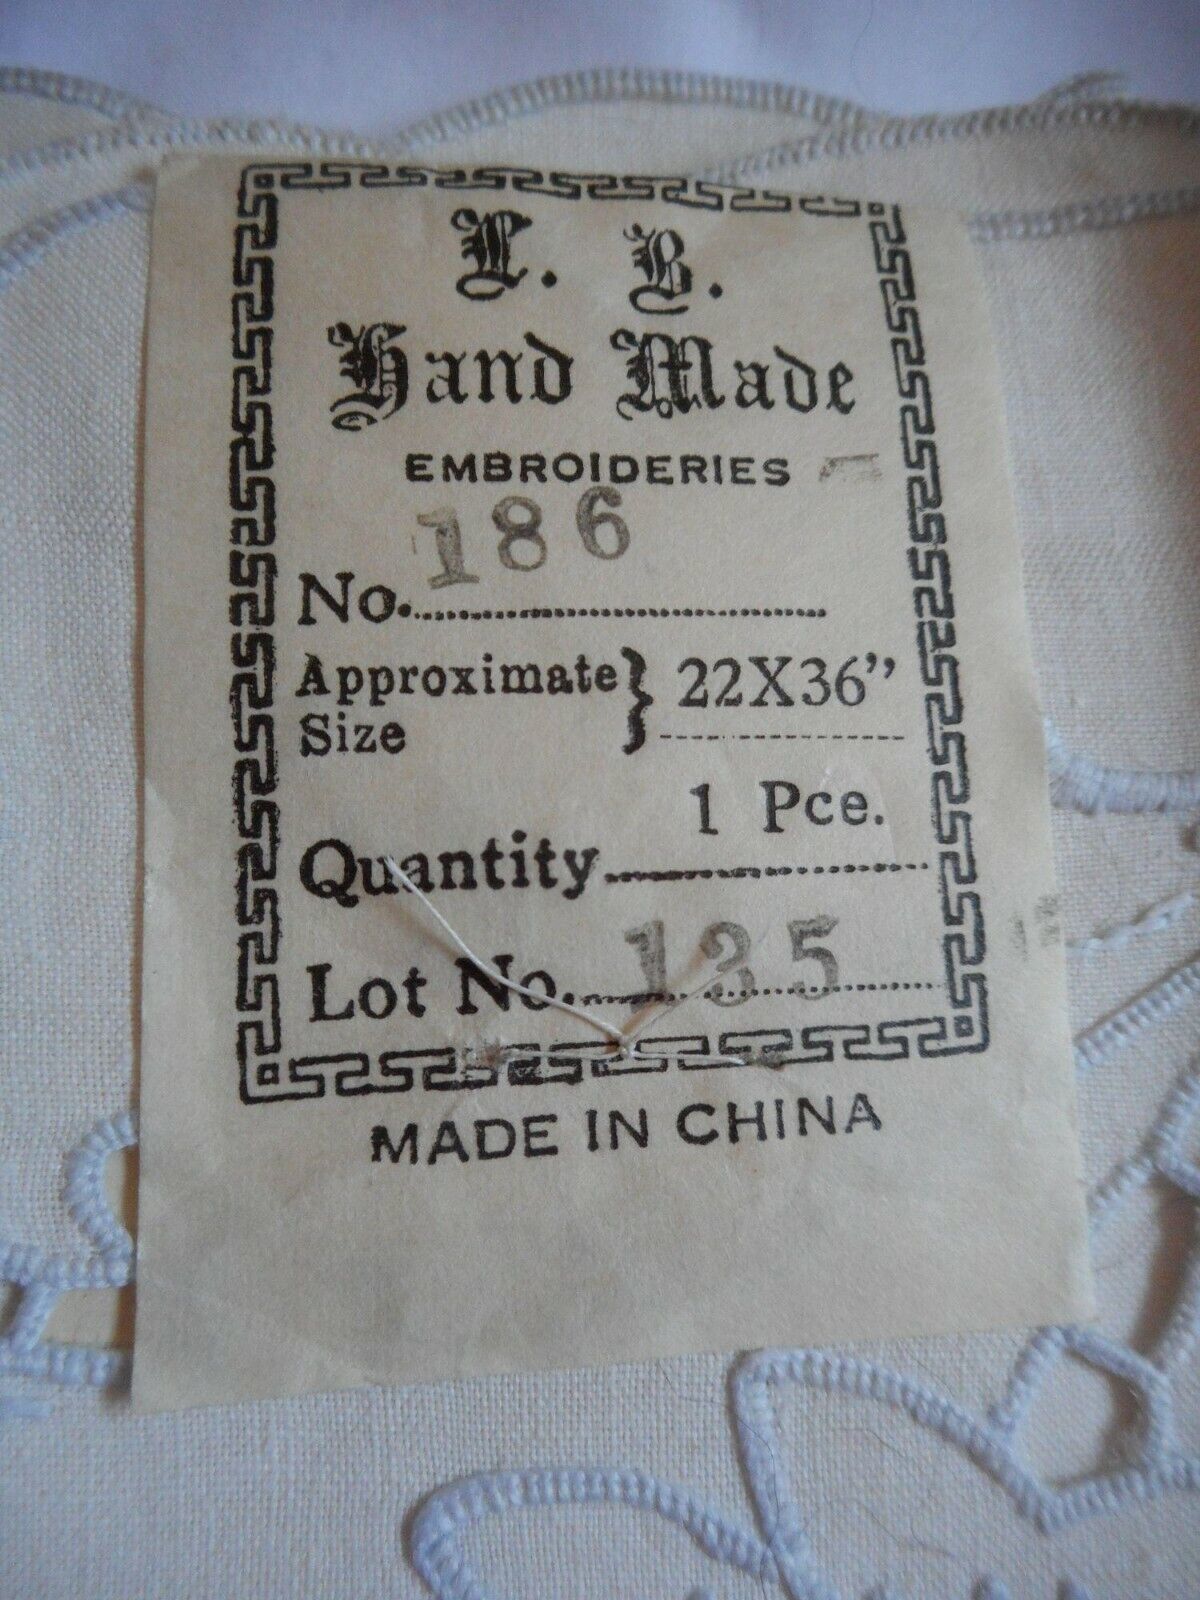 L. B.
Hand Made
EMBROIDERIES
No. 186
Approximate Size } 22X36”
Quantity 1 Pce.
Lot No. 135
MADE IN CHINA